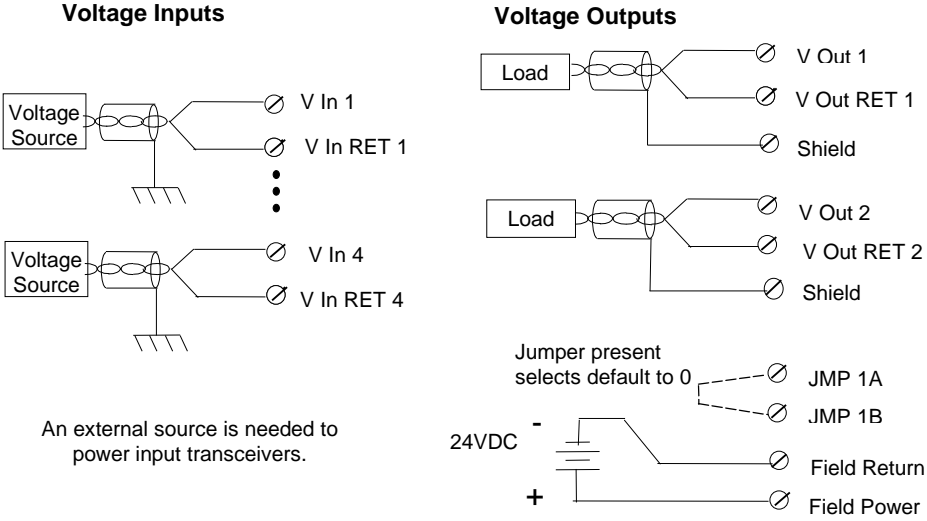 Voltage Inputs
Voltage
Source
V In 1
V In RET 1
Voltage
Source
V In 4
V In RET 4
An external source is needed to
power input transceivers.
Voltage Outputs
Load
V Out 1
V Out RET 1
Shield
Load
V Out 2
V Out RET 2
Shield
Jumper present
selects default to 0
JMP 1A
JMP 1B
-
24VDC
+
Field Return
Field Power